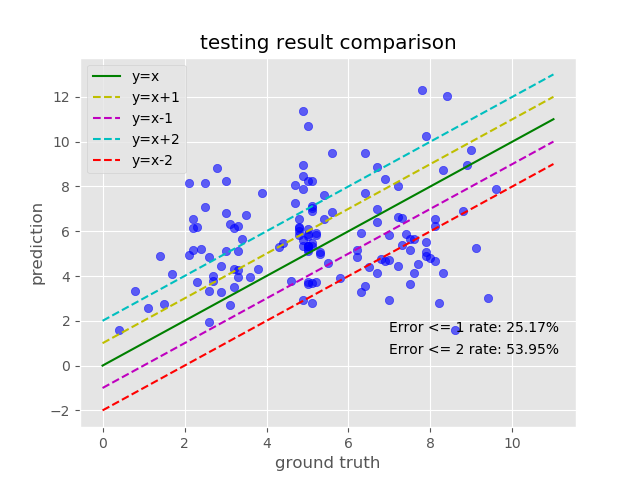 testing result comparison
y=x
y=x+1
y=x-1
y=x+2
y=x-2
12
10
8
6
4
2
0
−2
prediction
Error <= 1 rate: 25.17%
Error <= 2 rate: 53.95%
0
2
4
6
8
10
ground truth